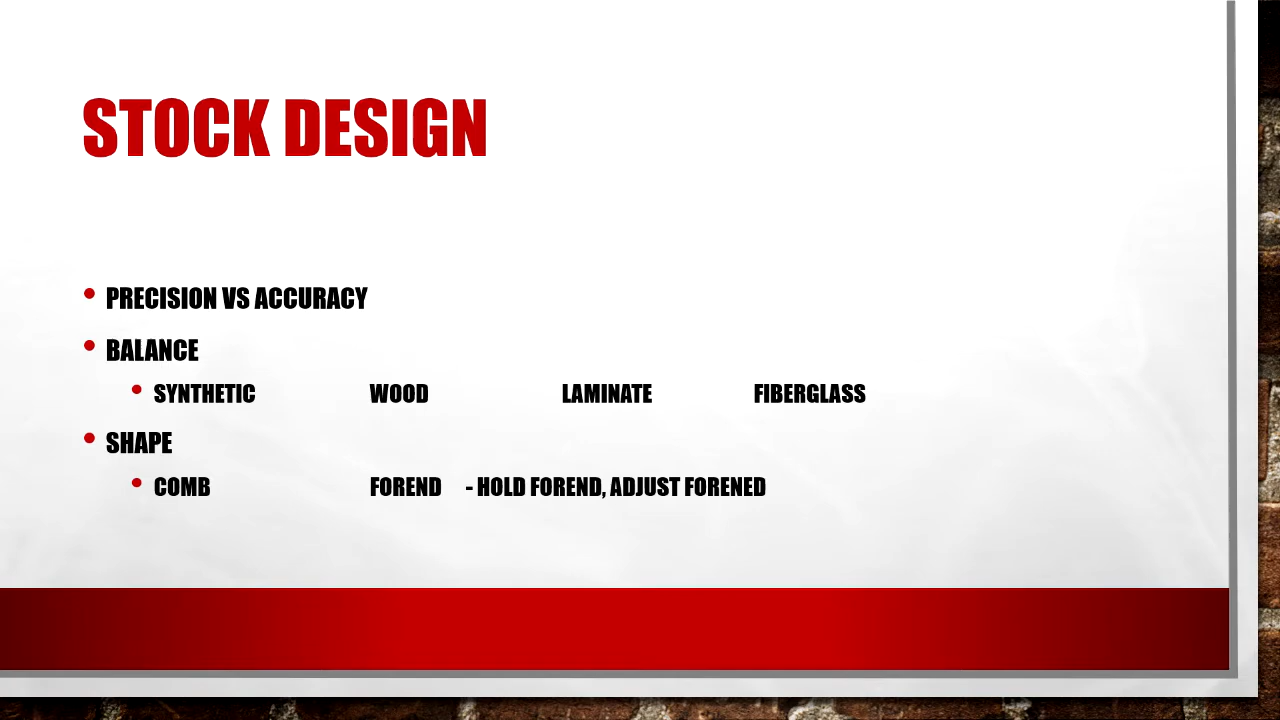 STOCK DESIGN
• PRECISION VS ACCURACY
• BALANCE
• SYNTHETIC WOOD LAMINATE FIBERGLASS
• SHAPE
• COMB FOREND - HOLD FOREND, ADJUST FORENED